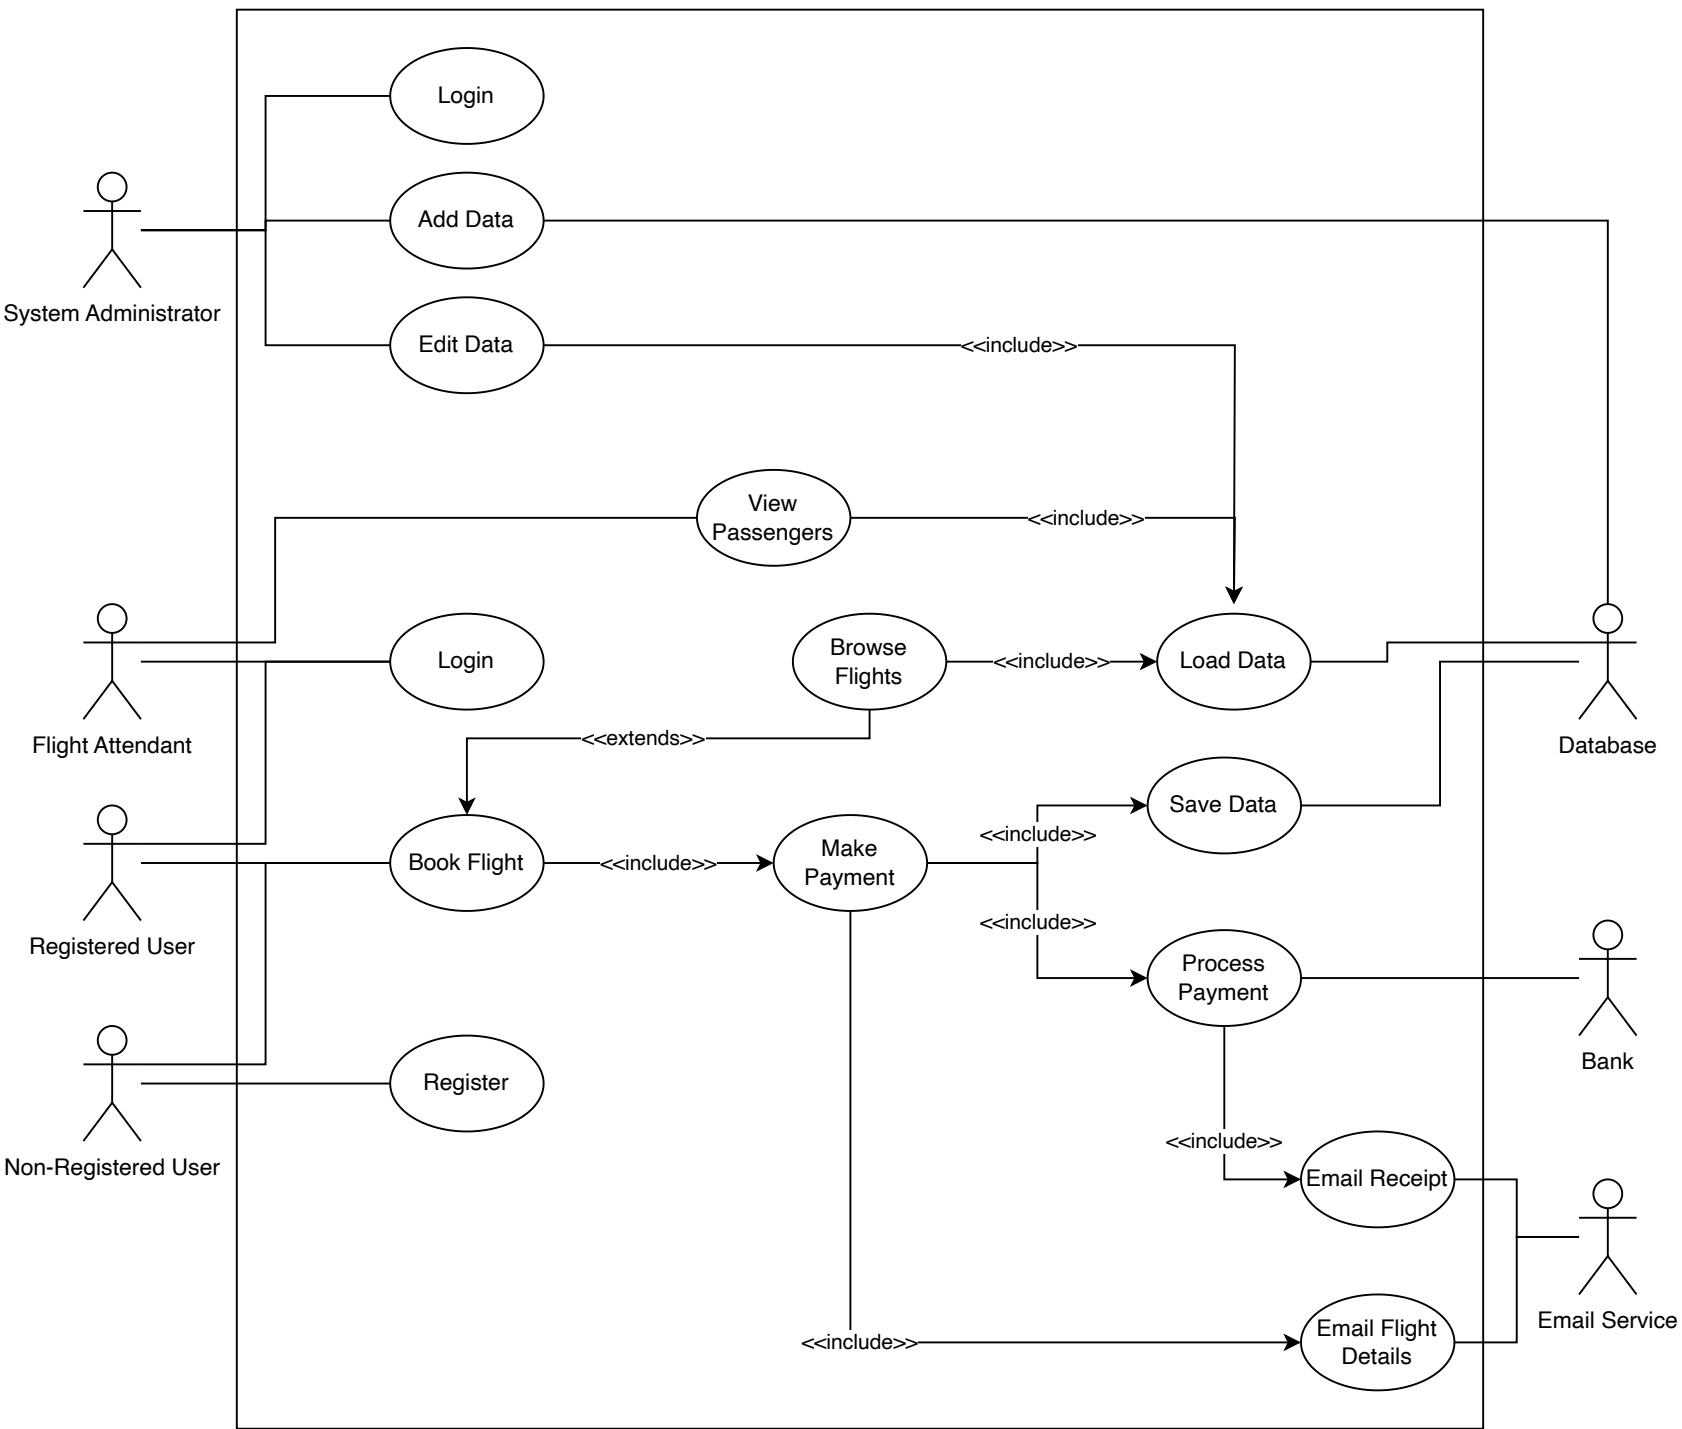 Login
Add Data
System Administrator
Edit Data
<<include>>
View
Passengers
<<include>>
Flight Attendant
Login
Browse
Flights
<<include>>
Load Data
Database
<<extends>>
Registered User
Book Flight
<<include>>
Make
Payment
<<include>>
Save Data
<<include>>
Process
Payment
Bank
Non-Registered User
Register
<<include>>
Email Receipt
Email Service
<<include>>
Email Flight
Details